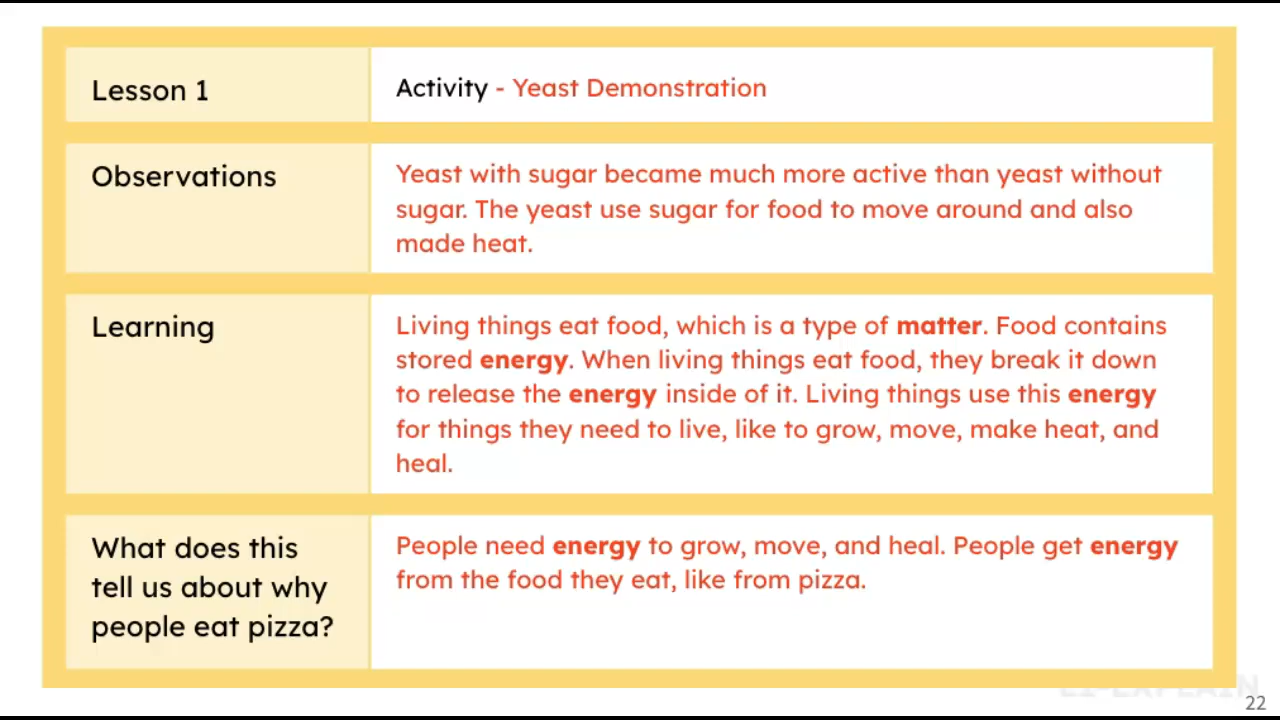 Lesson 1
Activity - Yeast Demonstration
Observations
Yeast with sugar became much more active than yeast without
sugar. The yeast use sugar for food to move around and also
made heat.
Learning
Living things eat food, which is a type of matter. Food contains
stored energy. When living things eat food, they break it down
to release the energy inside of it. Living things use this energy
for things they need to live, like to grow, move, make heat, and
heal.
What does this
tell us about why
people eat pizza?
People need energy to grow, move, and heal. People get energy
from the food they eat, like from pizza.
22